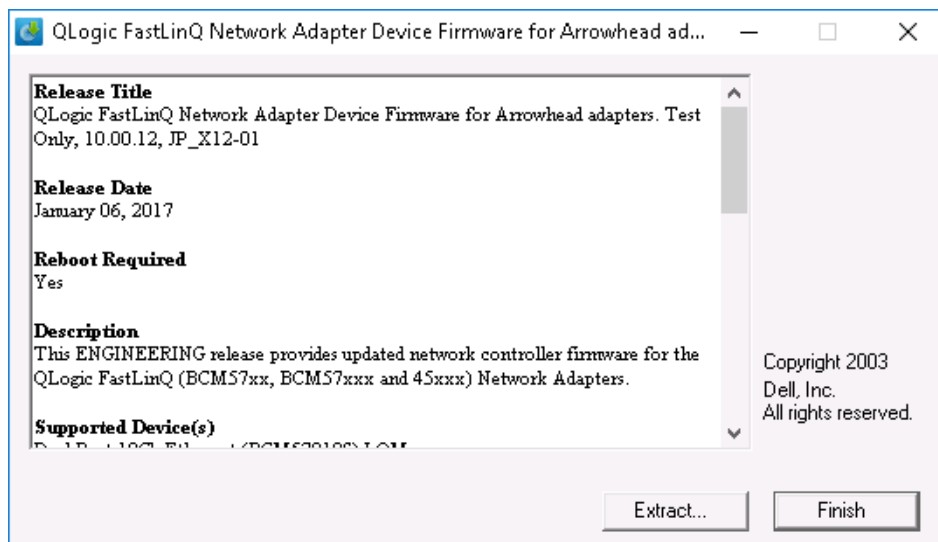 QLogic FastLinQ Network Adapter Device Firmware for Arrowhead ad...
Release Title
QLogic FastLinQ Network Adapter Device Firmware for Arrowhead adapters. Test
Only, 10.00.12, JP_X12-01
Release Date
January 06, 2017
Reboot Required
Yes
Description
This ENGINEERING release provides updated network controller firmware for the
QLogic FastLinQ (BCM57xx, BCM57xxx and 45xxx) Network Adapters.
Supported Device(s)
Copyright 2003
Dell, Inc.
All rights reserved.
Extract...
Finish